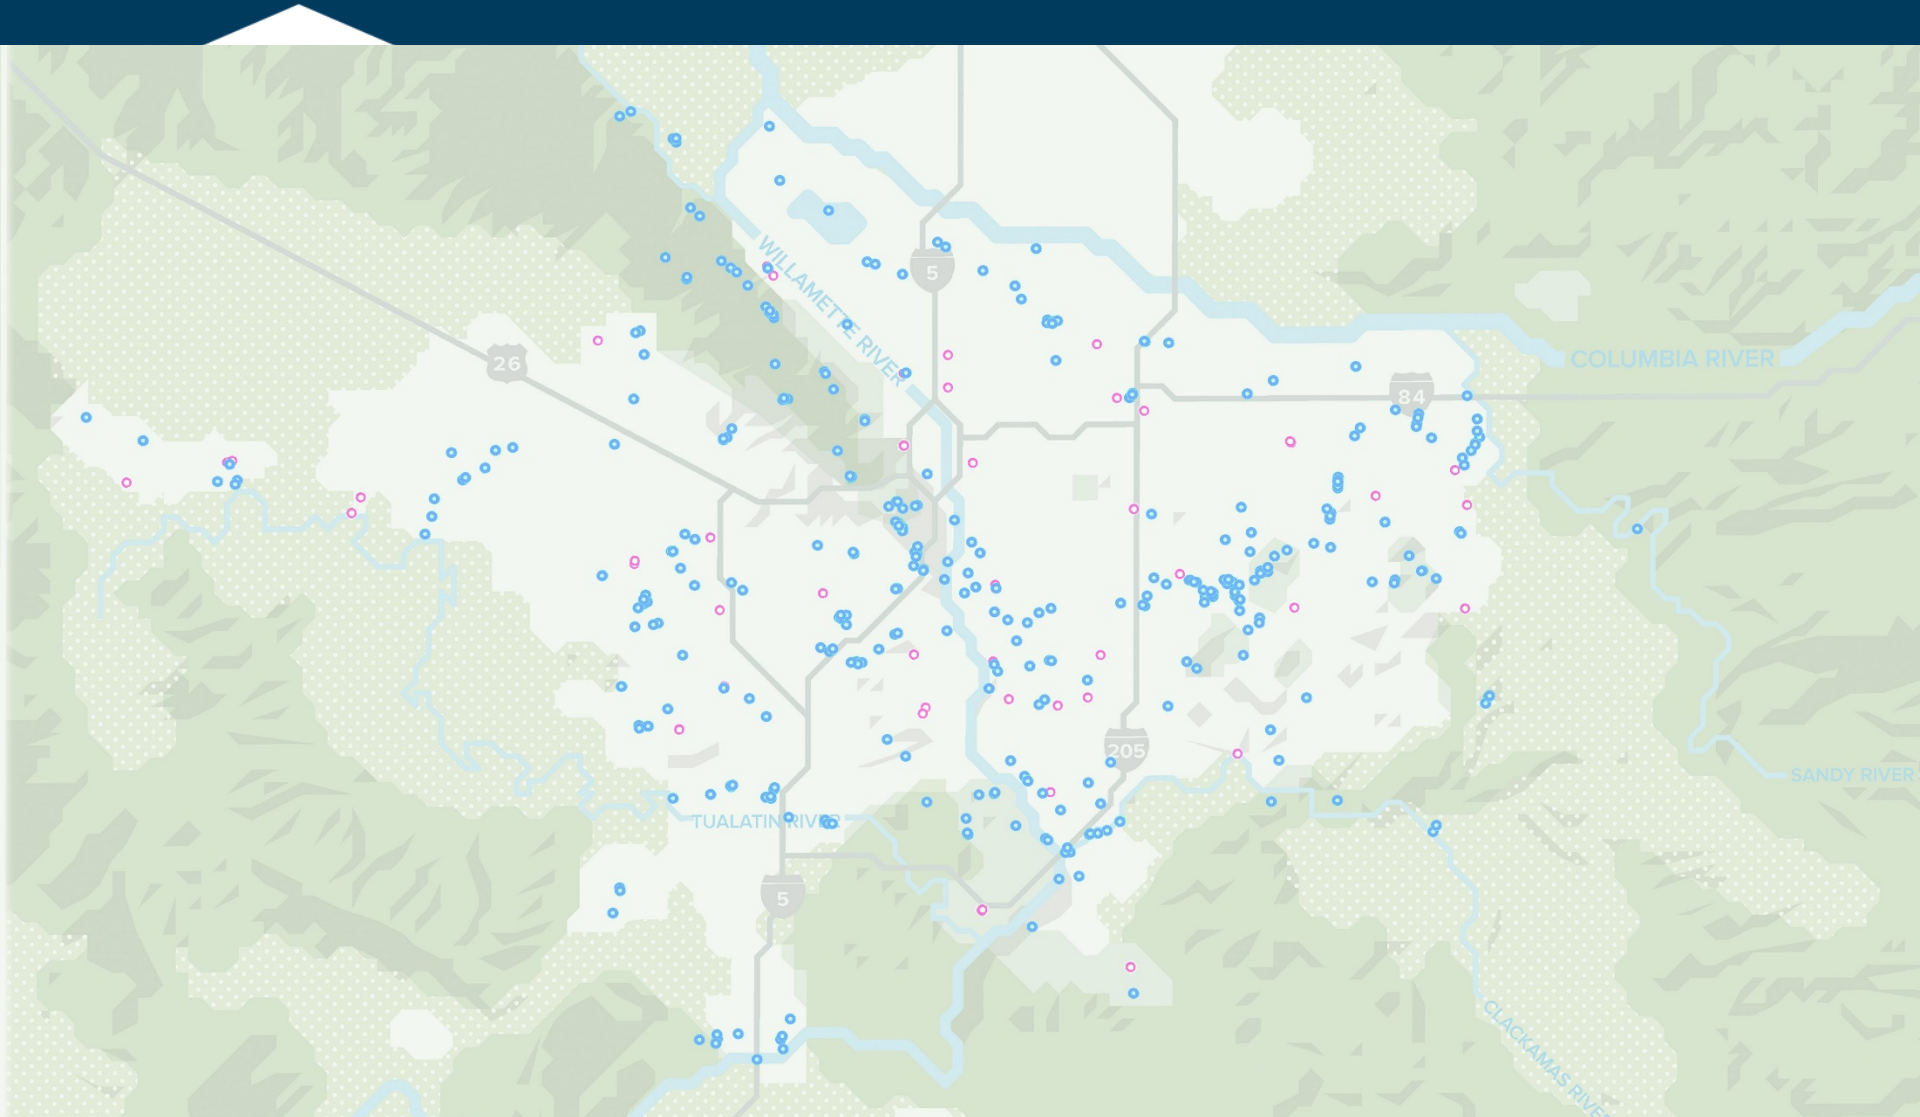 WILLAMETTE RIVER
5
COLUMBIA RIVER
26
84
205
SANDY RIVER
TUALATIN RIVER
5
CLACKAMAS RIVER